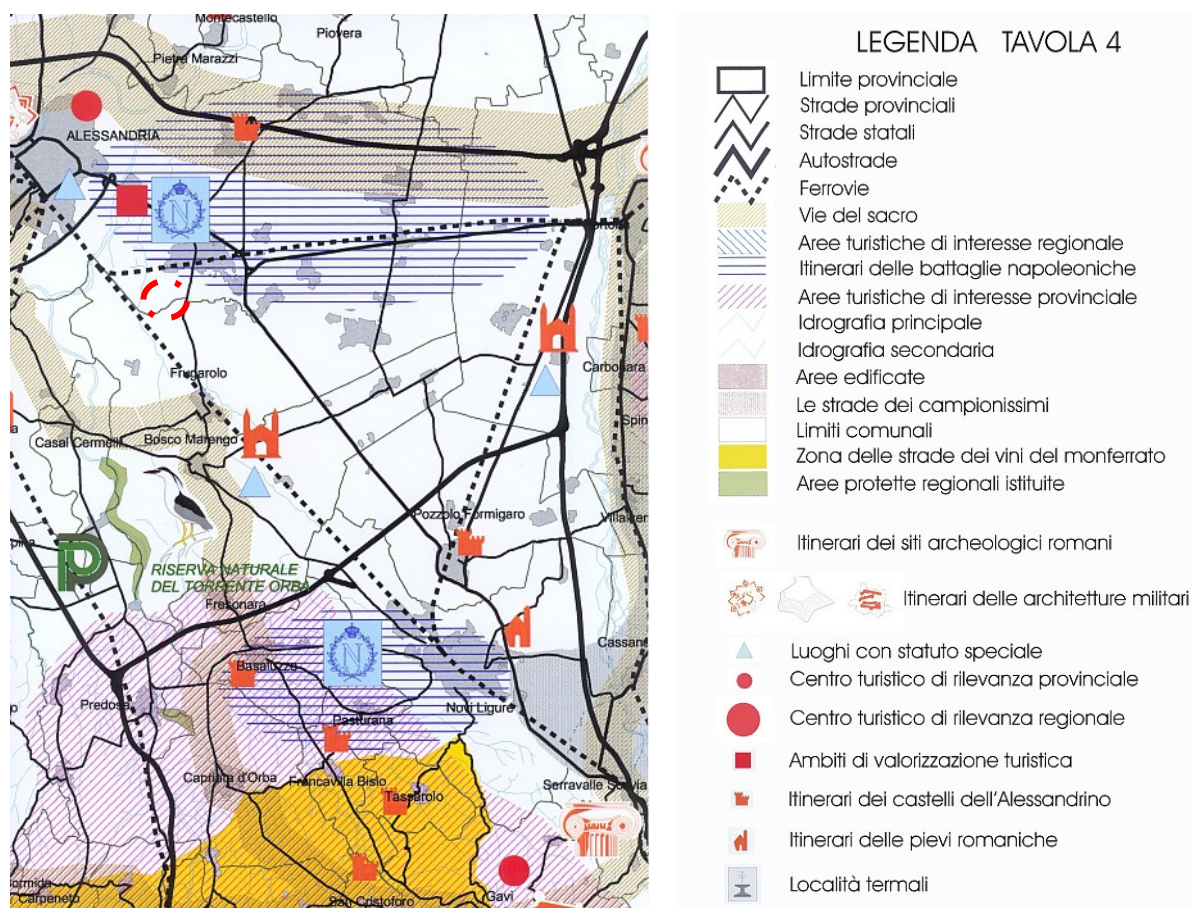 Montecastello
Piovera
Pietra Marazzi
ALESSANDRIA
Frugarolo
Carbonara
Spin
Casal Cermelli
Bosco Marengo
Pozzolo Formigaro
RISERVA NATURALE
DEL TORRENTE ORBA
Fresonara
Cassano
Basaluzzo
Predosa
Pasturana
Novi Ligure
Capriata d'Orba
Francavilla Bisio
Serravalle Scrivia
Tassarolo
Gavi
Carpeneto
San Cristoforo
N
N
P
LEGENDA TAVOLA 4
Limite provinciale
Strade provinciali
Strade statali
Autostrade
Ferrovie
Vie del sacro
Aree turistiche di interesse regionale
Itinerari delle battaglie napoleoniche
Aree turistiche di interesse provinciale
Idrografia principale
Idrografia secondaria
Aree edificate
Le strade dei campionissimi
Limiti comunali
Zona delle strade dei vini del monferrato
Aree protette regionali istituite
Itinerari dei siti archeologici romani
Itinerari delle architetture militari
Luoghi con statuto speciale
Centro turistico di rilevanza provinciale
Centro turistico di rilevanza regionale
Ambiti di valorizzazione turistica
Itinerari dei castelli dell'Alessandrino
Itinerari delle pievi romaniche
Località termali